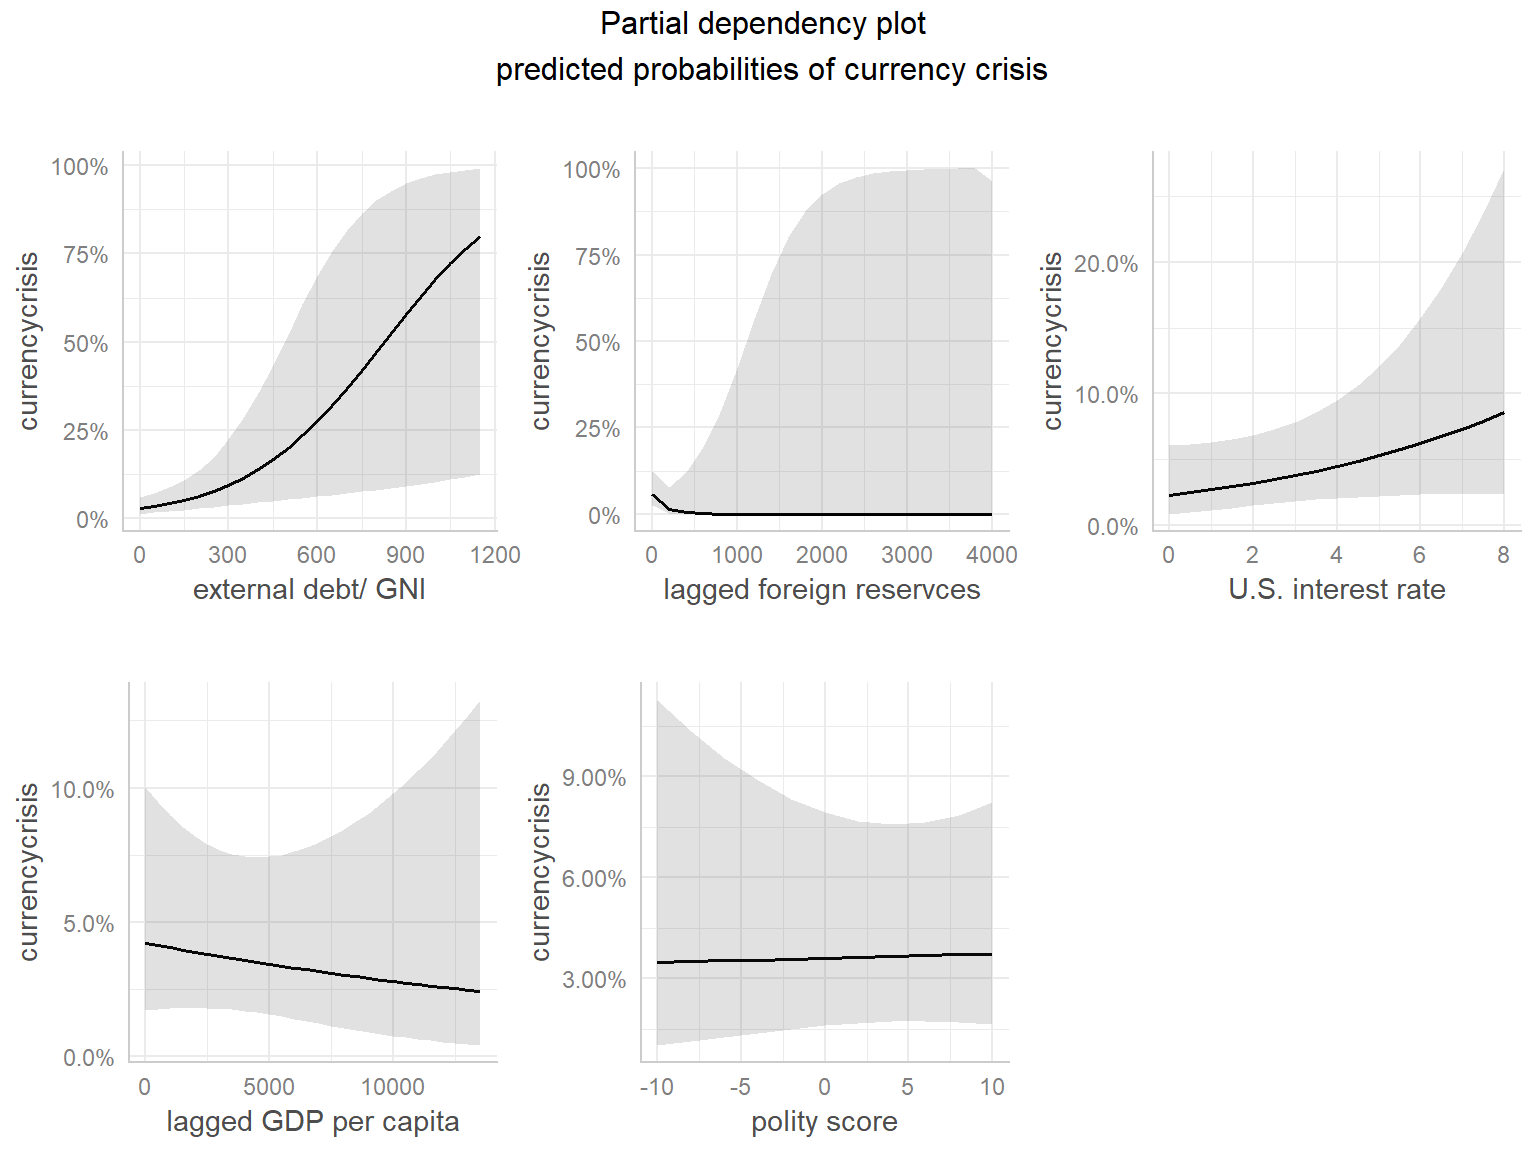 Partial dependency plot
predicted probabilities of currency crisis
currencycrisis
100%
75%
50%
25%
0%
0 300 600 900 1200
external debt/ GNI
currencycrisis
100%
75%
50%
25%
0%
0 1000 2000 3000 4000
lagged foreign reservces
currencycrisis
20.0%
10.0%
0.0%
0 2 4 6 8
U.S. interest rate
currencycrisis
10.0%
5.0%
0.0%
0 5000 10000
lagged GDP per capita
currencycrisis
9.00%
6.00%
3.00%
-10 -5 0 5 10
polity score